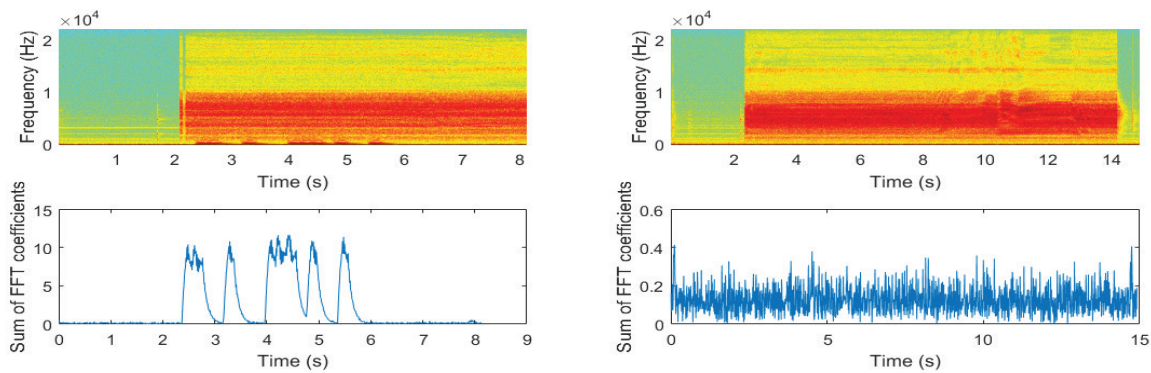 ×10⁴
Frequency (Hz)
2
1
0
1 2 3 4 5 6 7 8
Time (s)
×10⁴
Frequency (Hz)
2
1
0
2 4 6 8 10 12 14
Time (s)
Sum of FFT coefficients
15
10
5
0
0 1 2 3 4 5 6 7 8 9
Time (s)
Sum of FFT coefficients
0.6
0.4
0.2
0
0 5 10 15
Time (s)